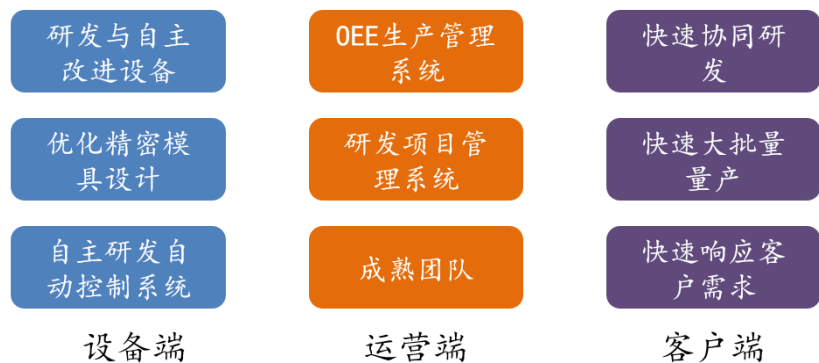 研发与自主
改进设备
优化精密模
具设计
自主研发自
动控制系统
设备端
OEE生产管理
系统
研发项目管
理系统
成熟团队
运营端
快速协同研
发
快速大批量
量产
快速响应客
户需求
客户端